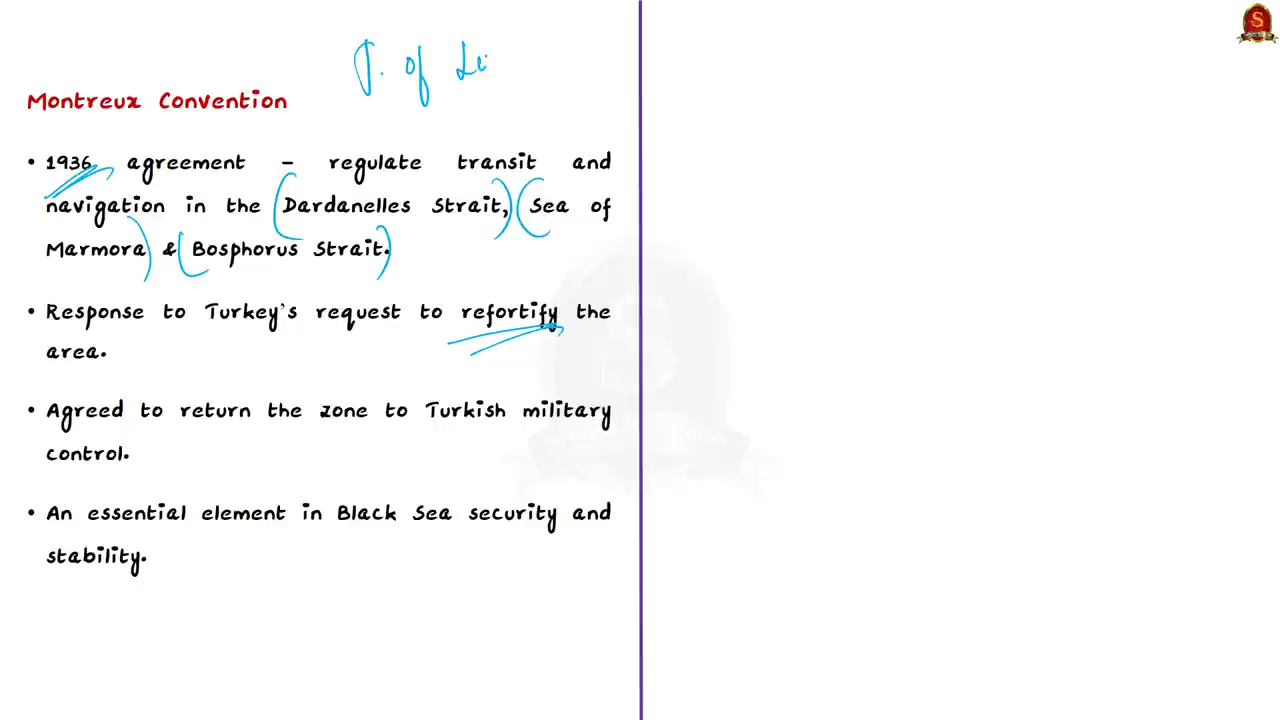 T. of
Montreux Convention
• 1936 agreement – regulate transit and
navigation in the Dardanelles Strait, Sea of
Marmora & Bosphorus Strait.
• Response to Turkey's request to refortify the
area.
• Agreed to return the zone to Turkish military
control.
• An essential element in Black Sea security and
stability.